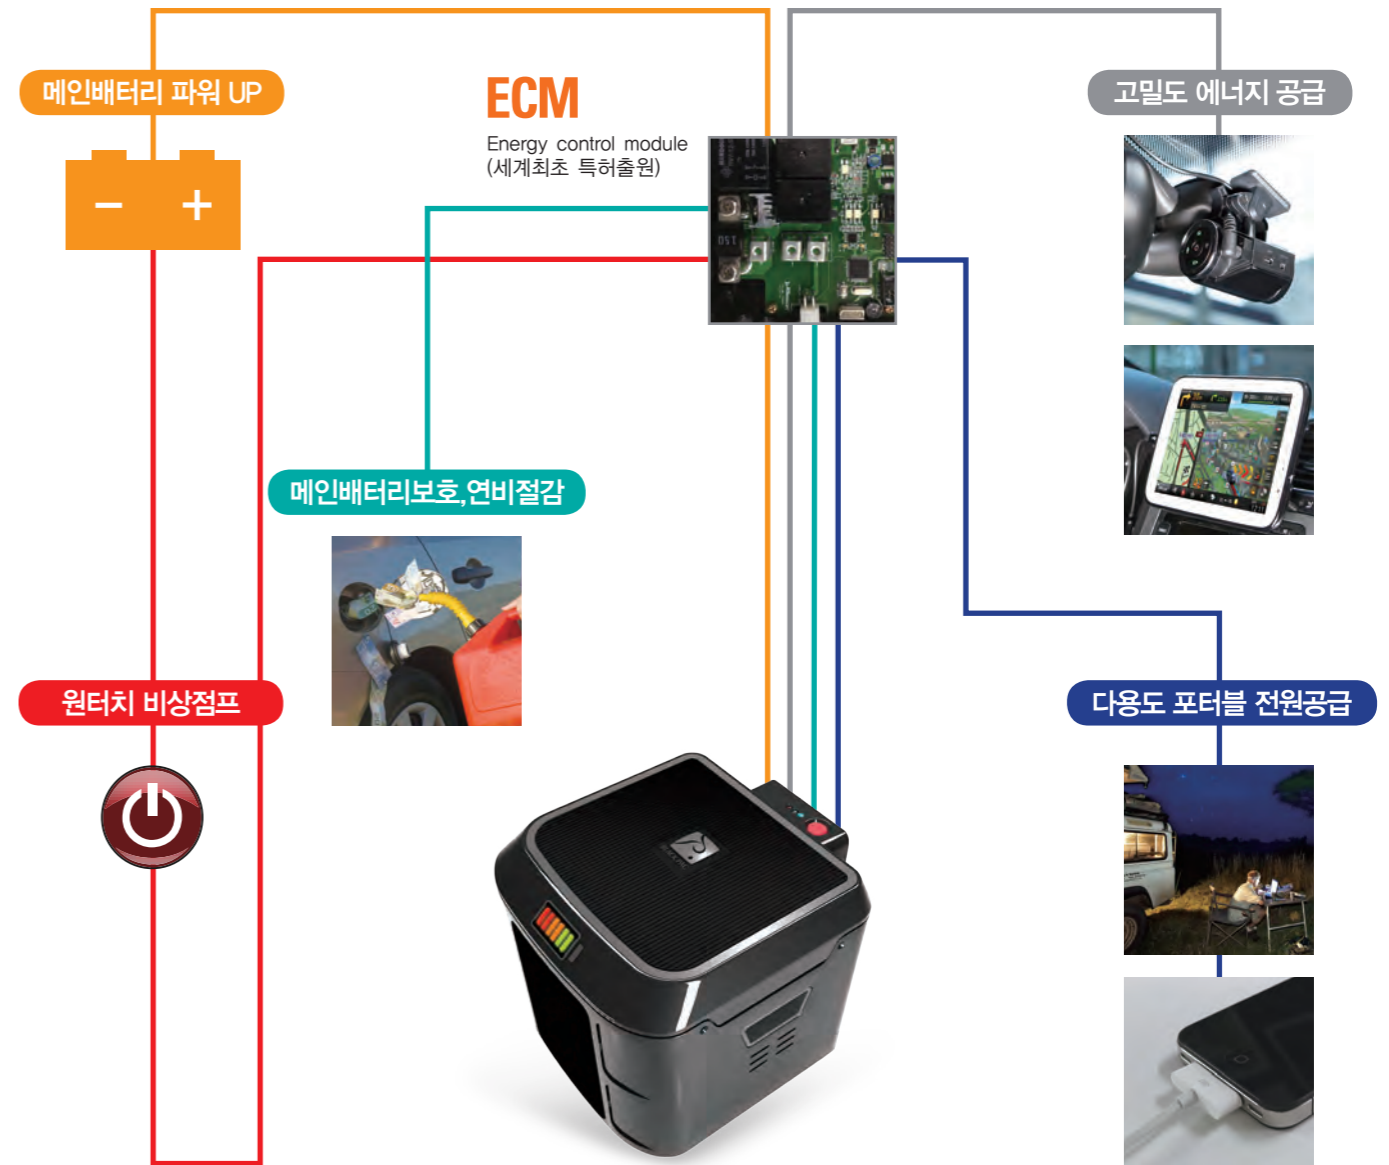 메인배터리 파워 UP
ECM
Energy control module
(세계최초 특허출원)
고밀도 에너지 공급
메인배터리보호,연비절감
원터치 비상점프
다용도 포터블 전원공급